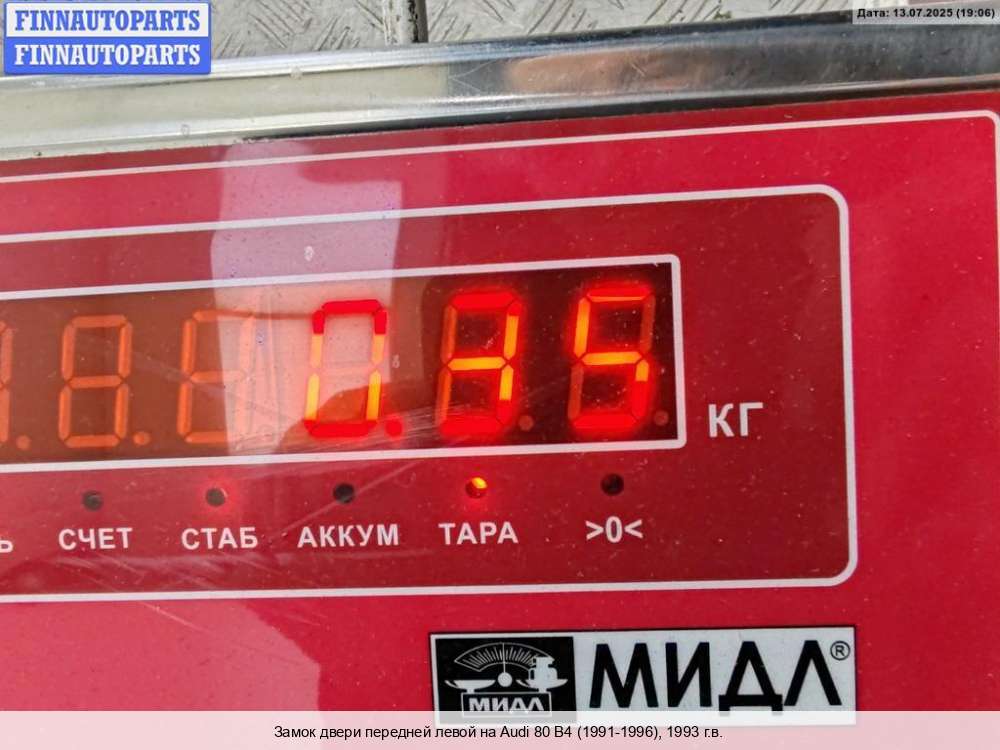 FINNAUTOPARTS
FINNAUTOPARTS
Дата: 13.07.2025 (19:06)
0.35
КГ
Ь СЧЕТ СТАБ АККУМ ТАРА >0<
МИДЛ®
МИДЛ
Замок двери передней левой на Audi 80 B4 (1991-1996), 1993 г.в.